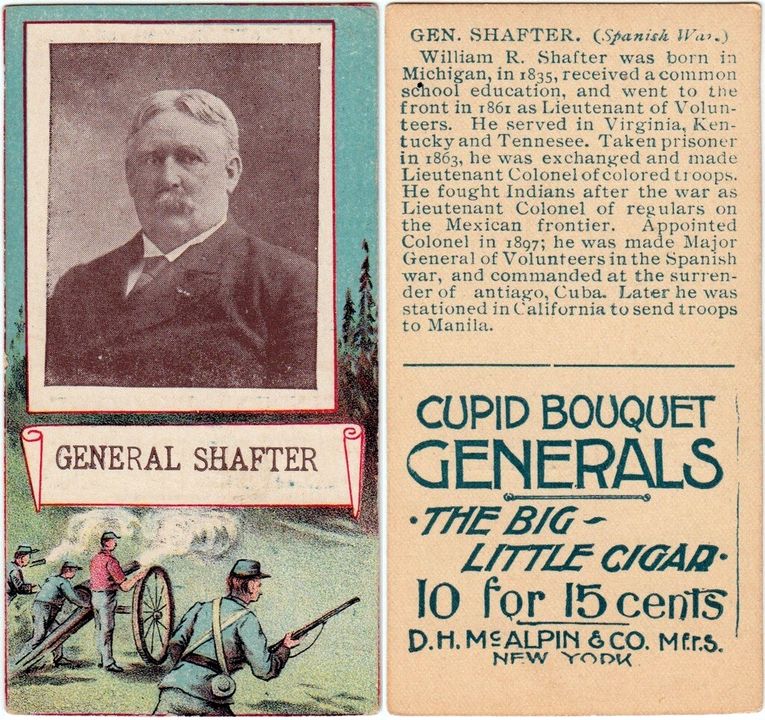 GENERAL SHAFTER
GEN. SHAFTER. (Spanish War.)
William R. Shafter was born in
Michigan, in 1835, received a common
school education, and went to the
front in 1861 as Lieutenant of Volun-
teers. He served in Virginia, Ken-
tucky and Tennesee. Taken prisoner
in 1863, he was exchanged and made
Lieutenant Colonel of colored troops.
He fought Indians after the war as
Lieutenant Colonel of regulars on
the Mexican frontier. Appointed
Colonel in 1897; he was made Major
General of Volunteers in the Spanish
war, and commanded at the surren-
der of antiago, Cuba. Later he was
stationed in California to send troops
to Manila.
CUPID BOUQUET
GENERALS
·THE BIG -
LITTLE CIGAR·
10 for 15 cents
D.H. McALPIN & CO. Mfrs.
NEW YORK